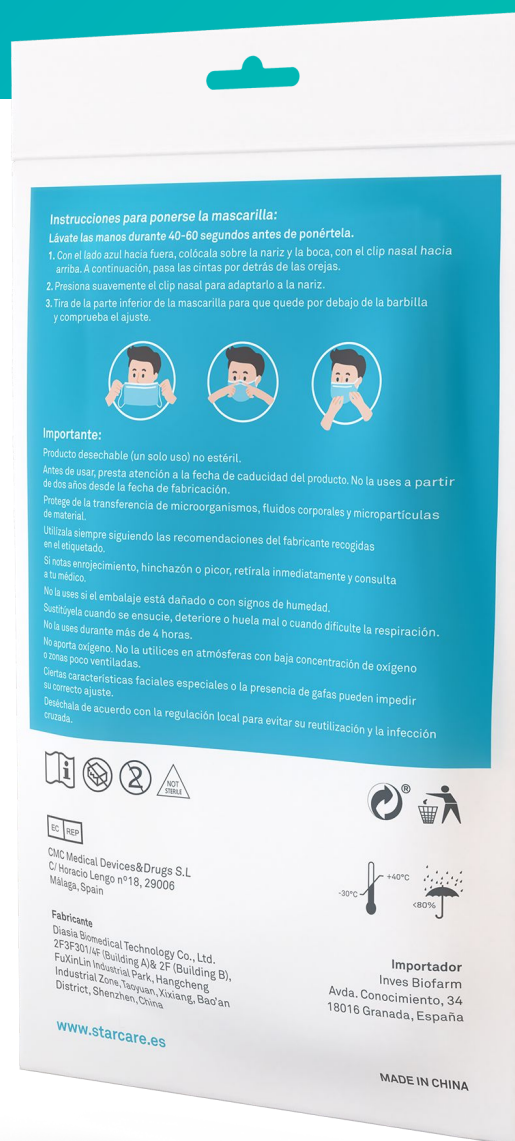 Instrucciones para ponerse la mascarilla:
Lávate las manos durante 40-60 segundos antes de ponértela.
1. Con el lado azul hacia fuera, colócala sobre la nariz y la boca, con el clip nasal hacia
arriba. A continuación, pasa las cintas por detrás de las orejas.
2. Presiona suavemente el clip nasal para adaptarlo a la nariz.
3. Tira de la parte inferior de la mascarilla para que quede por debajo de la barbilla
y comprueba el ajuste.
Importante:
Producto desechable (un solo uso) no estéril.
Antes de usar, presta atención a la fecha de caducidad del producto. No la uses a partir
de dos años desde la fecha de fabricación.
Protege de la transferencia de microorganismos, fluidos corporales y micropartículas
de material.
Utilízala siempre siguiendo las recomendaciones del fabricante recogidas
en el etiquetado.
Si notas enrojecimiento, hinchazón o picor, retírala inmediatamente y consulta
a tu médico.
No la uses si el embalaje está dañado o con signos de humedad.
Sustitúyela cuando se ensucie, deteriore o huela mal o cuando dificulte la respiración.
No la uses durante más de 4 horas.
No aporta oxígeno. No la utilices en atmósferas con baja concentración de oxígeno
o zonas poco ventiladas.
Ciertas características faciales especiales o la presencia de gafas pueden impedir
su correcto ajuste.
Deséchala de acuerdo con la regulación local para evitar su reutilización y la infección
cruzada.
i
2
NOT
STERILE
®
EC REP
CMC Medical Devices&Drugs S.L
C/ Horacio Lengo nº18, 29006
Málaga, Spain
-30ºC
+40ºC
<80%
Fabricante
Diasia Biomedical Technology Co., Ltd.
2F3F301/4F (Building A)& 2F (Building B),
FuXinLin Industrial Park, Hangcheng
Industrial Zone,Taoyuan,Xixiang, Bao'an
District, Shenzhen,China
Importador
Inves Biofarm
Avda. Conocimiento, 34
18016 Granada, España
www.starcare.es
MADE IN CHINA